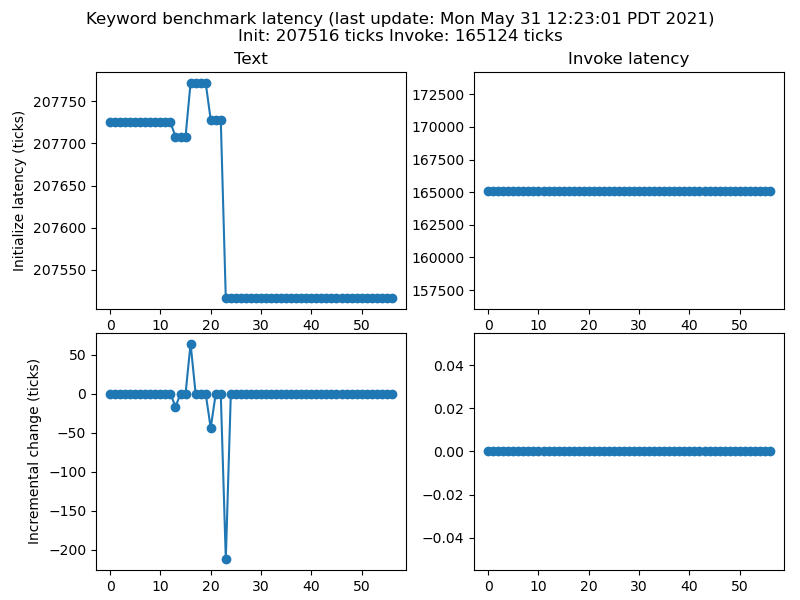 Keyword benchmark latency (last update: Mon May 31 12:23:01 PDT 2021)
Init: 207516 ticks Invoke: 165124 ticks
Text
Initialize latency (ticks)
207750
207700
207650
207600
207550
0 10 20 30 40 50
Invoke latency
172500
170000
167500
165000
162500
160000
157500
0 10 20 30 40 50
Incremental change (ticks)
50
0
−50
−100
−150
−200
0 10 20 30 40 50
0.04
0.02
0.00
−0.02
−0.04
0 10 20 30 40 50